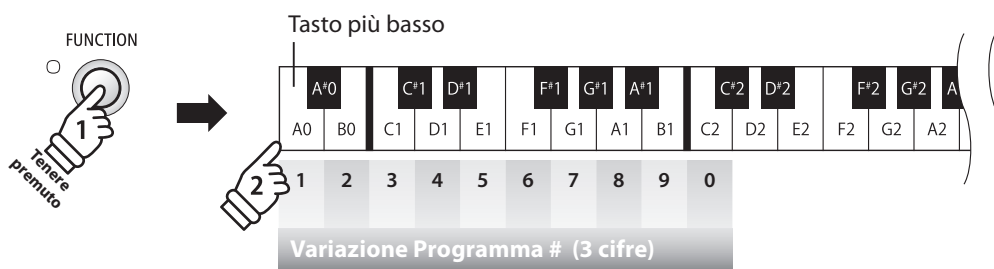 Tasto più basso
FUNCTION
A#0 C#1 D#1 F#1 G#1 A#1 C#2 D#2 F#2 G#2 A
A0 B0 C1 D1 E1 F1 G1 A1 B1 C2 D2 E2 F2 G2 A2
1
Tenere
premuto
2
1 2 3 4 5 6 7 8 9 0
Variazione Programma # (3 cifre)